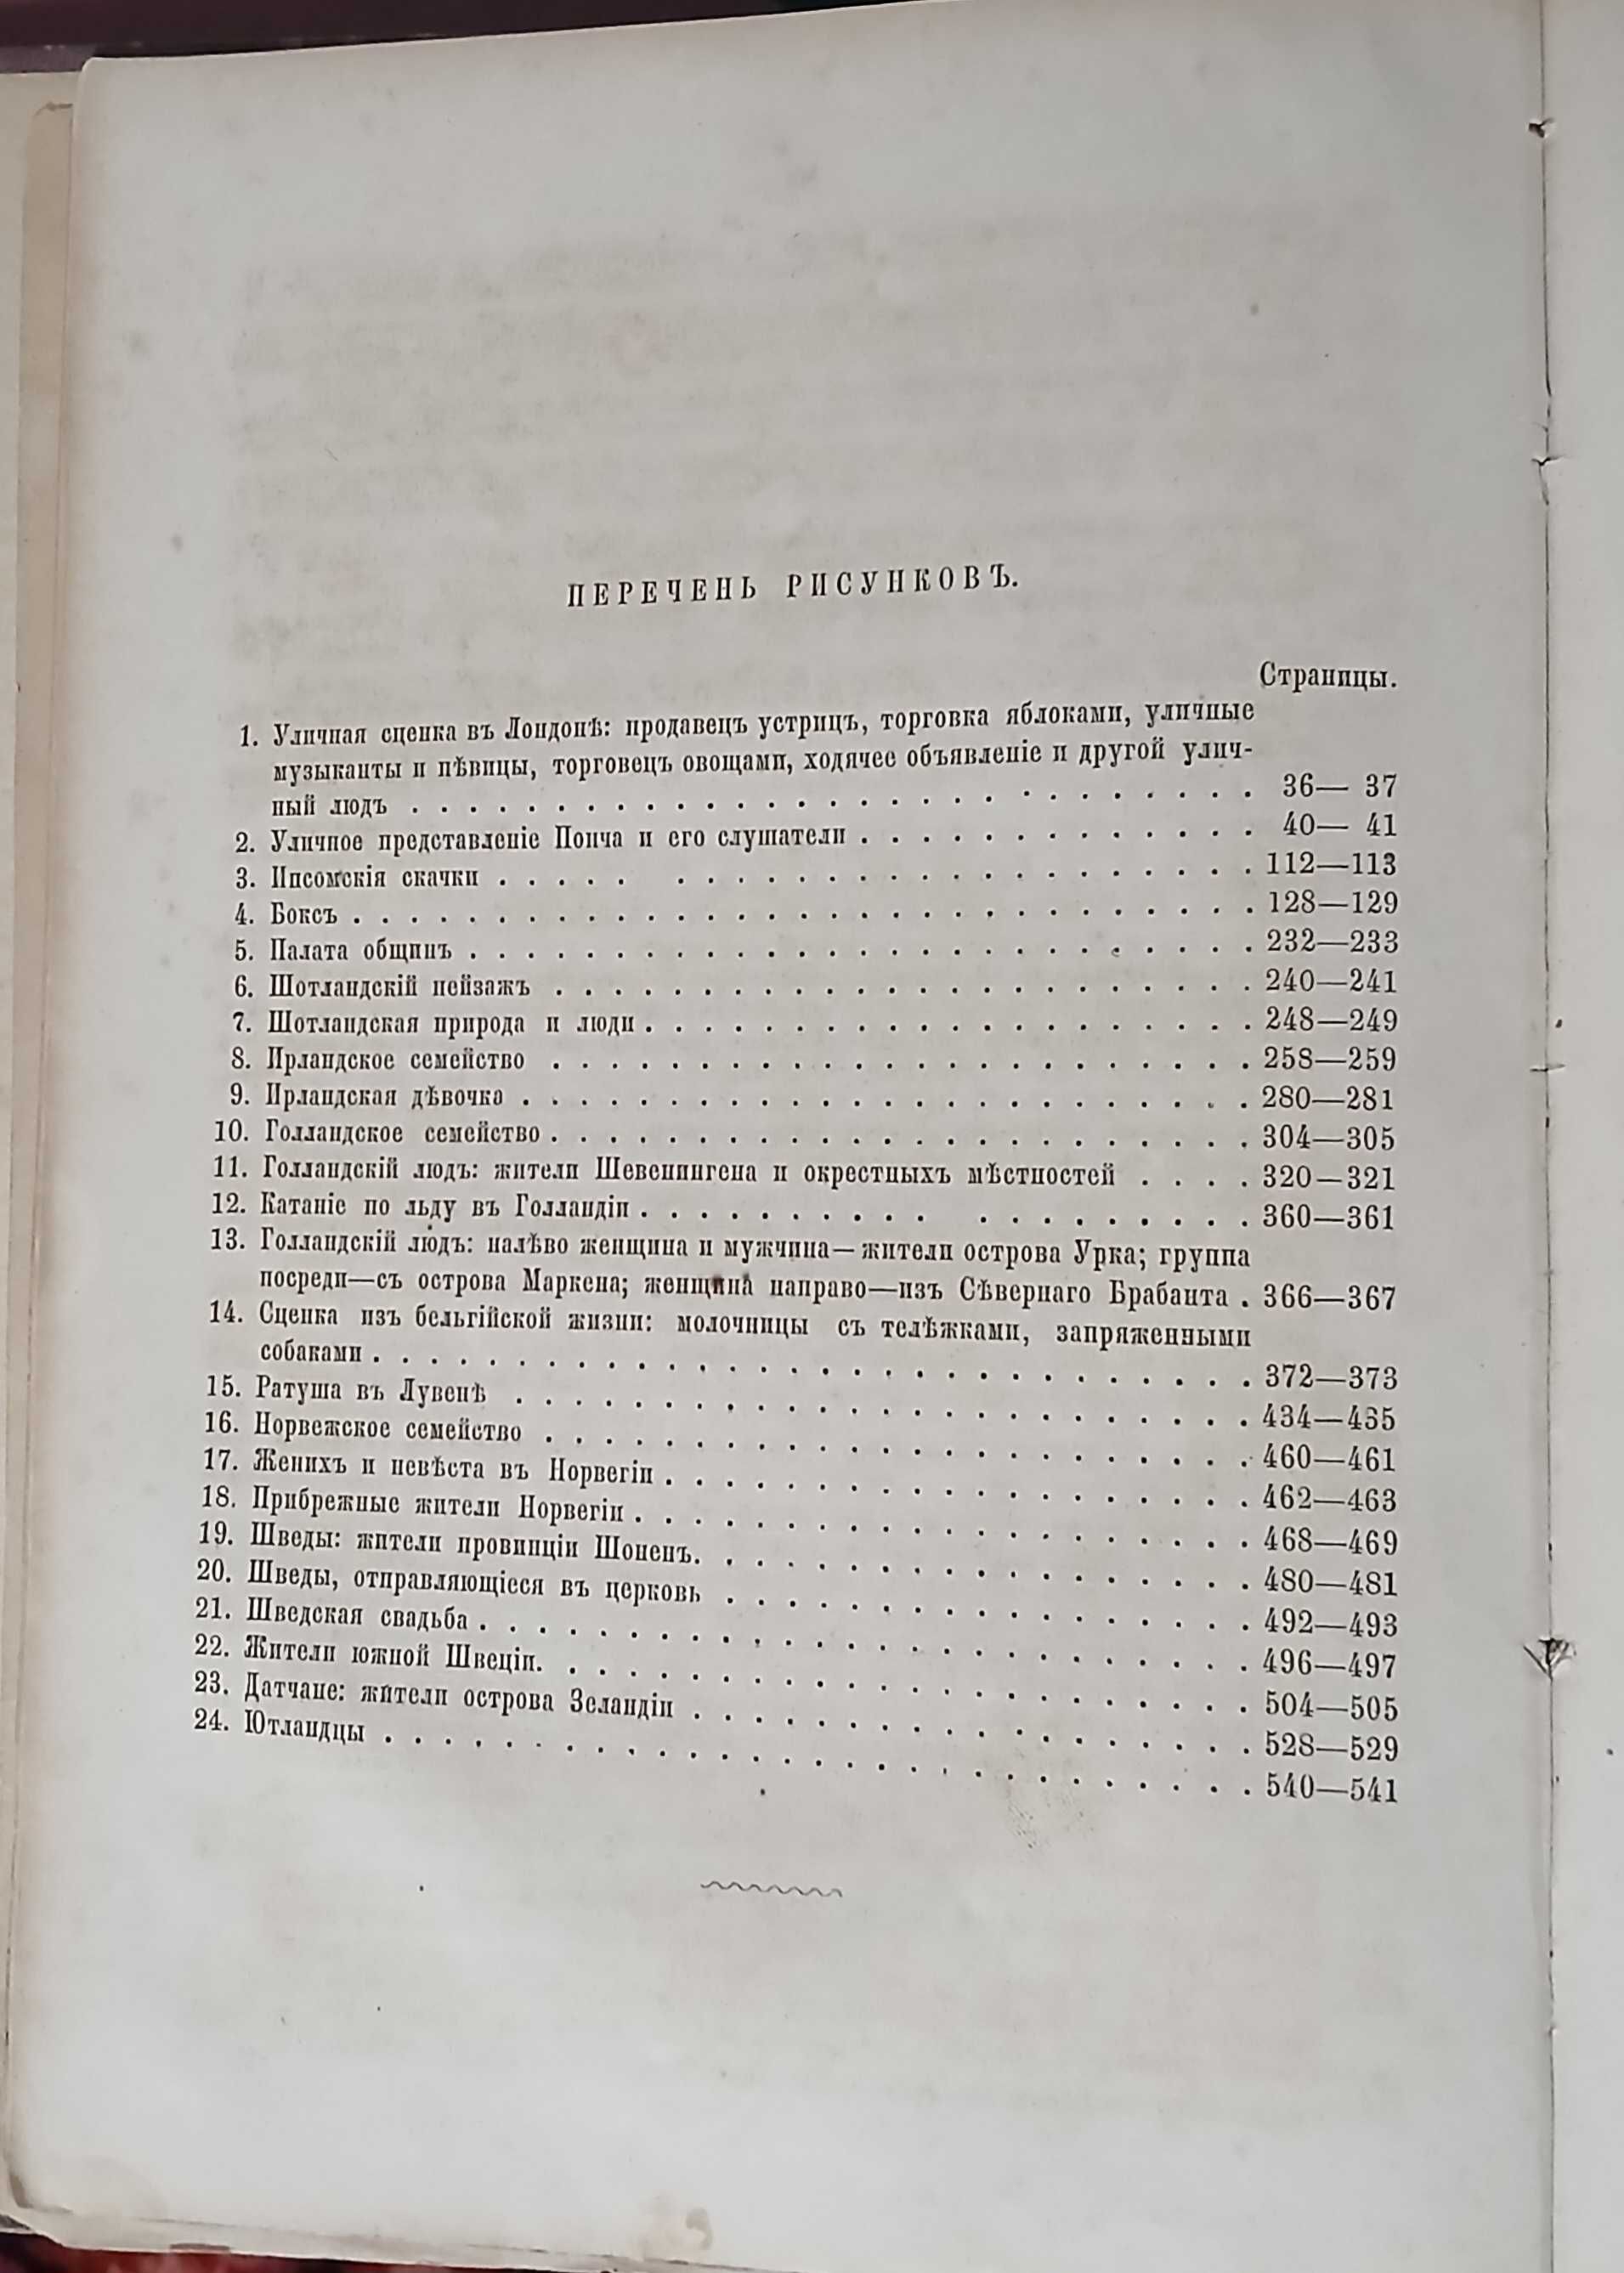 ПЕРЕЧЕНЬ РИСУНКОВЪ.
Страницы.
1. Уличная сценка въ Лондонѣ: продавецъ устрицъ, торговка яблоками, уличные
музыканты и пѣвицы, торговецъ овощами, ходячее объявленіе и другой улич-
ный людъ . . . . . . . . . . . . . . . . . . . . . . . . . . . . 36— 37
2. Уличное представленіе Понча и его слушатели . . . . . . . . . . . . . 40— 41
3. Ипсомскія скачки . . . . . . . . . . . . . . . . . . . . . . . . . 112—113
4. Боксъ . . . . . . . . . . . . . . . . . . . . . . . . . . . . . . 128—129
5. Палата общинъ . . . . . . . . . . . . . . . . . . . . . . . . . . . 232—233
6. Шотландскій пейзажъ . . . . . . . . . . . . . . . . . . . . . . . . 240—241
7. Шотландская природа и люди . . . . . . . . . . . . . . . . . . . . . 248—249
8. Ирландское семейство . . . . . . . . . . . . . . . . . . . . . . . . 258—259
9. Ирландская дѣвочка . . . . . . . . . . . . . . . . . . . . . . . . . 280—281
10. Голландское семейство . . . . . . . . . . . . . . . . . . . . . . . . 304—305
11. Голландскій людъ: жители Шевенингена и окрестныхъ мѣстностей . . . . 320—321
12. Катаніе по льду въ Голландіи . . . . . . . . . . . . . . . . . . . 360—361
13. Голландскій людъ: налѣво женщина и мужчина—жители острова Урка; группа
посреди—съ острова Маркена; женщина направо—изъ Сѣвернаго Брабанта . 366—367
14. Сценка изъ бельгійской жизни: молочницы съ телѣжками, запряженными
собаками . . . . . . . . . . . . . . . . . . . . . . . . . . . . . 372—373
15. Ратуша въ Лувенѣ . . . . . . . . . . . . . . . . . . . . . . . . . 434—435
16. Норвежское семейство . . . . . . . . . . . . . . . . . . . . . . . . 460—461
17. Женихъ и невѣста въ Норвегіи . . . . . . . . . . . . . . . . . . . . 462—463
18. Прибрежные жители Норвегіи . . . . . . . . . . . . . . . . . . . . . 468—469
19. Шведы: жители провинціи Шоненъ. . . . . . . . . . . . . . . . . . . 480—481
20. Шведы, отправляющіеся въ церковь . . . . . . . . . . . . . . . . . . 492—493
21. Шведская свадьба . . . . . . . . . . . . . . . . . . . . . . . . . . 496—497
22. Жители южной Швеціи. . . . . . . . . . . . . . . . . . . . . . . . 504—505
23. Датчане: жители острова Зеландіи . . . . . . . . . . . . . . . . . . . 528—529
24. Ютландцы . . . . . . . . . . . . . . . . . . . . . . . . . . . . . 540—541